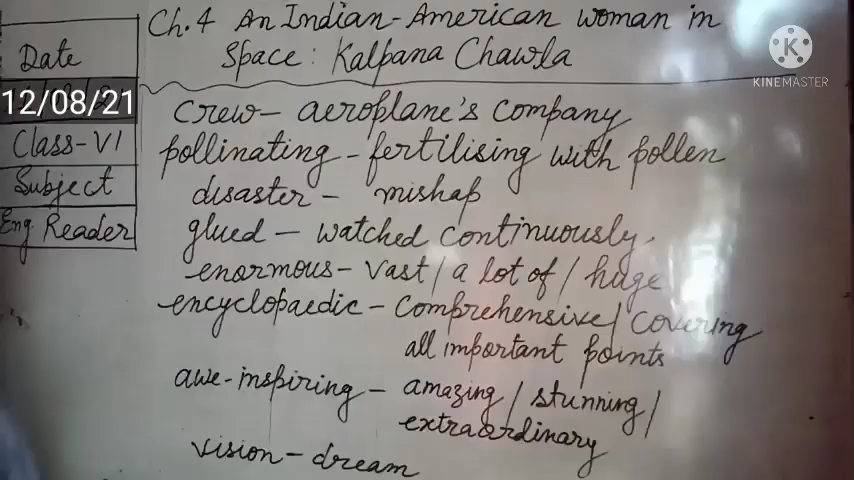 Ch. 4 An Indian-American woman in
Space: Kalpana Chawla
Date
12/08/21
Class-VI
Subject
Eng Reader
KINEMASTER
crew- aeroplane's company
pollinating - fertilising with pollen
disaster - mishap
glued - watched continuously.
enormous- vast / a lot of / huge
encyclopaedic - comprehensive / covering
all important points
awe-inspiring - amazing / stunning /
extraordinary
vision - dream